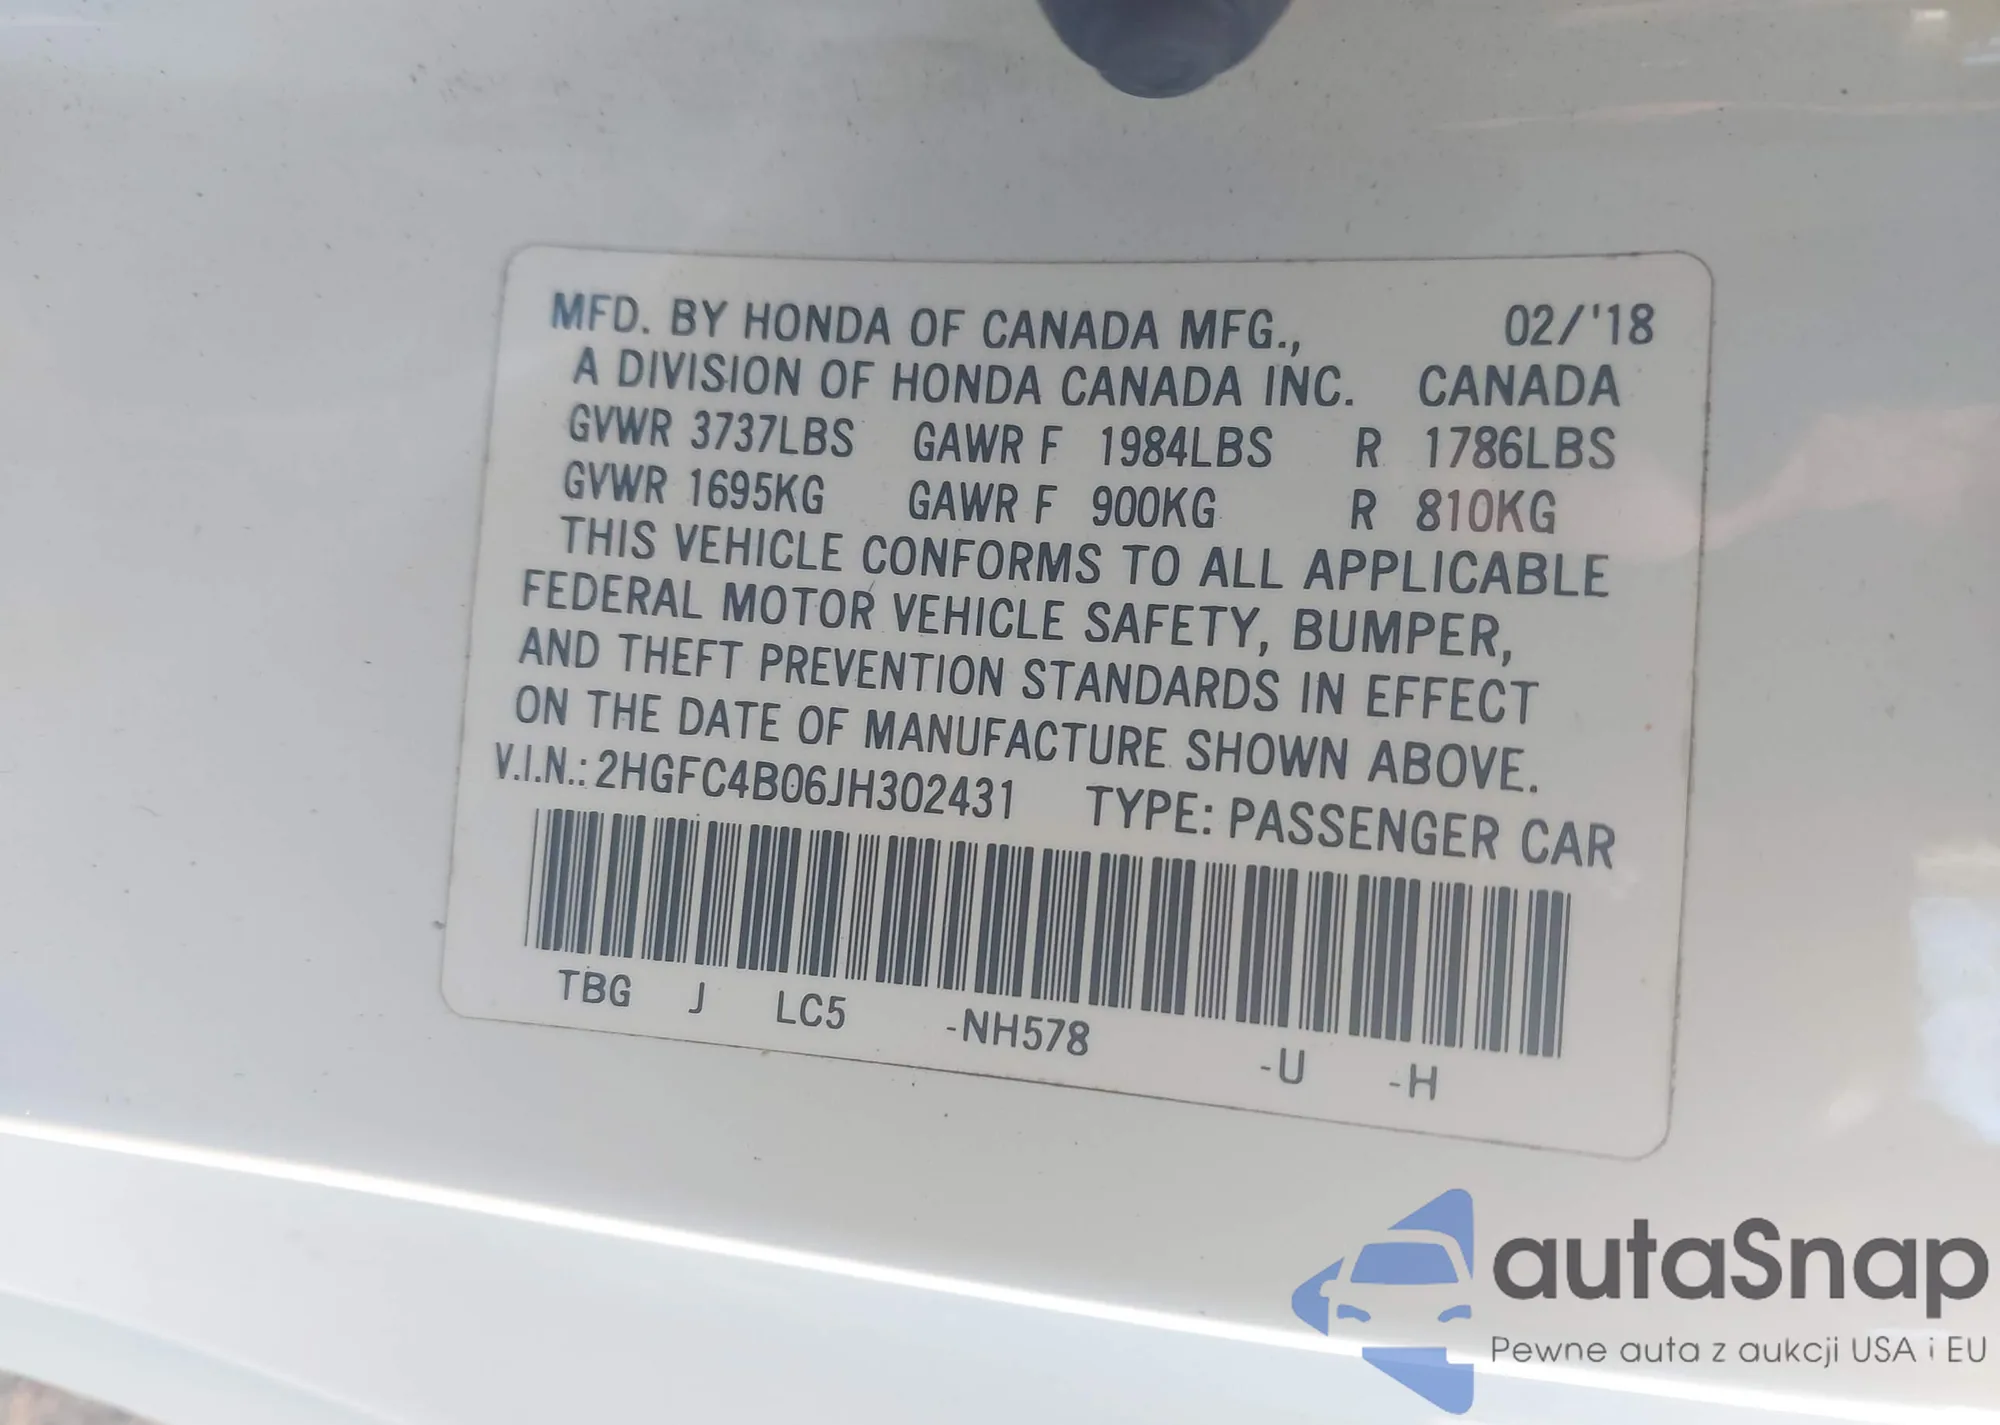 MFD. BY HONDA OF CANADA MFG., 02/'18
A DIVISION OF HONDA CANADA INC. CANADA
GVWR 3737LBS GAWR F 1984LBS R 1786LBS
GVWR 1695KG GAWR F 900KG R 810KG
THIS VEHICLE CONFORMS TO ALL APPLICABLE
FEDERAL MOTOR VEHICLE SAFETY, BUMPER,
AND THEFT PREVENTION STANDARDS IN EFFECT
ON THE DATE OF MANUFACTURE SHOWN ABOVE.
V.I.N.: 2HGFC4B06JH302431 TYPE: PASSENGER CAR
TBG J LC5 -NH578 -U -H
autaSnap
Pewne auta z aukcji USA i EU